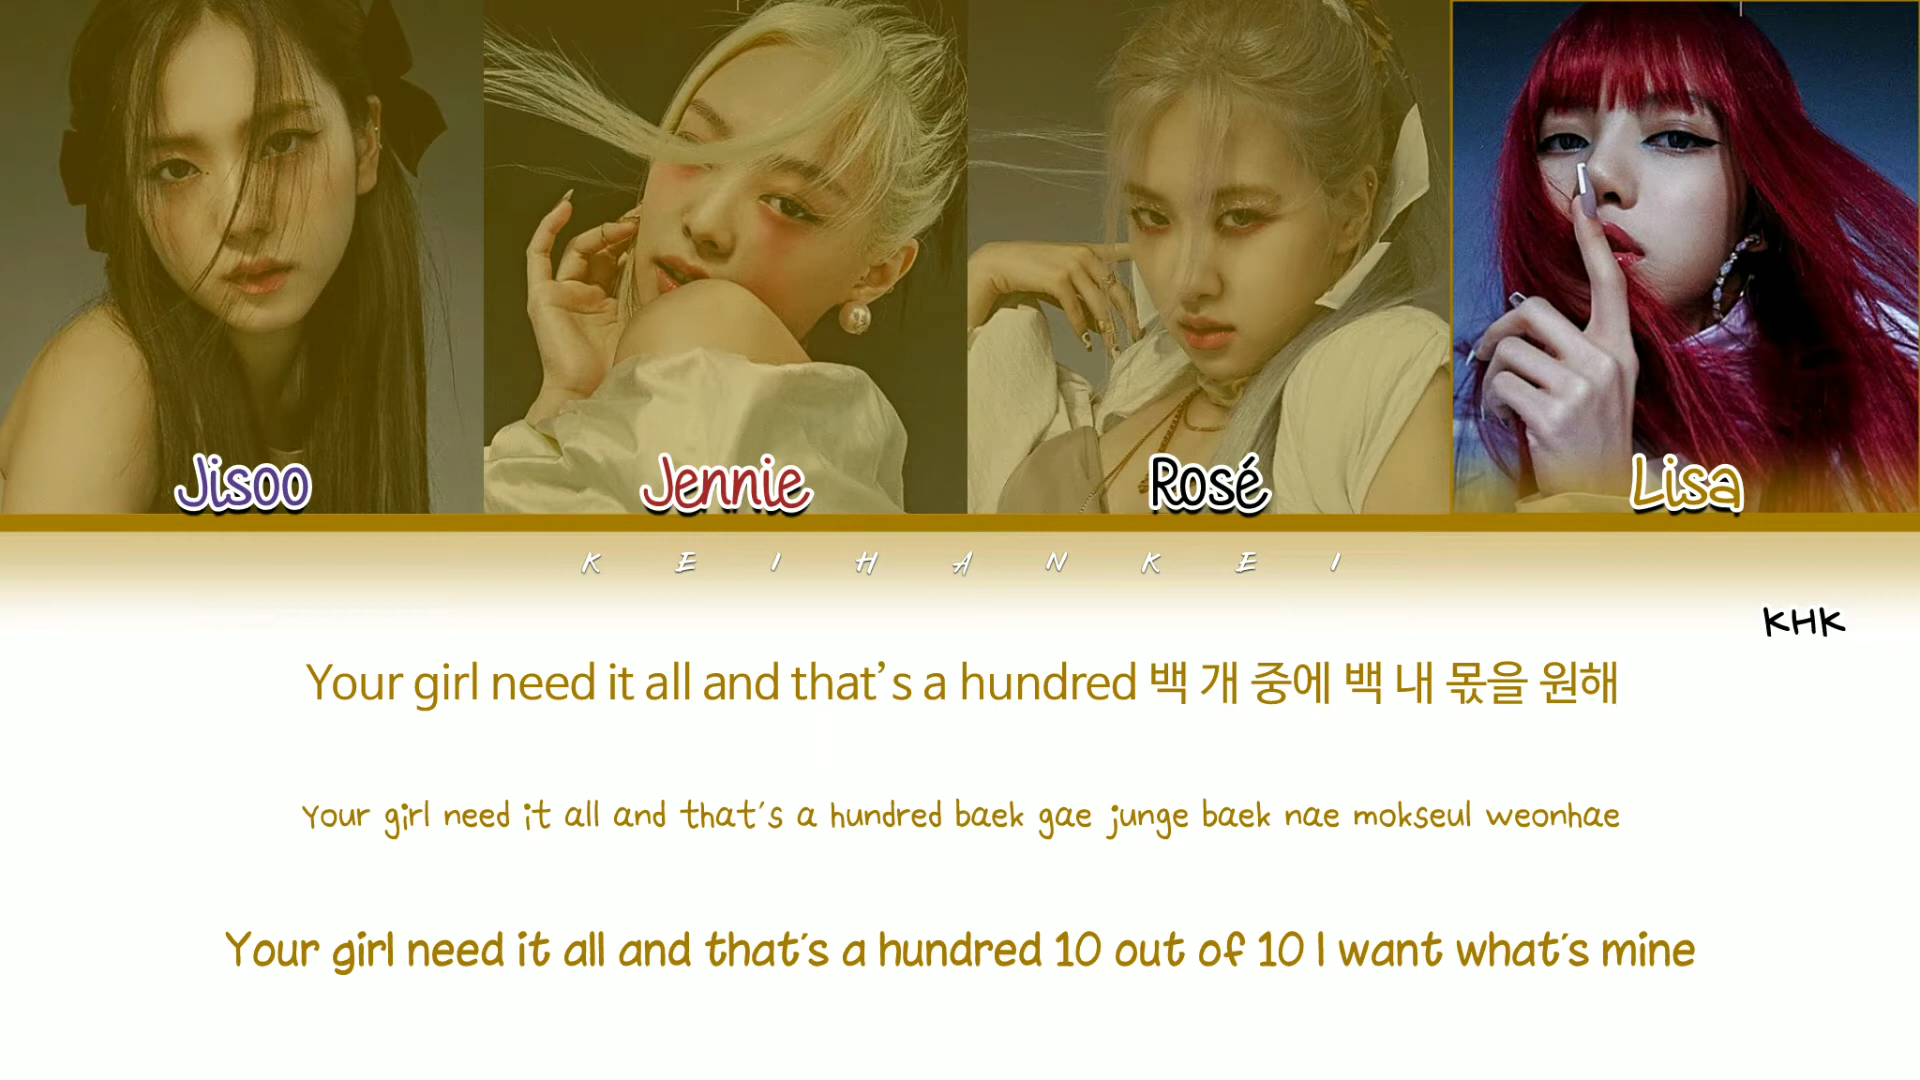 Jisoo Jennie Rosé Lisa
KEIHANKEI
KHK
Your girl need it all and that’s a hundred 백 개 중에 백 내 몫을 원해
Your girl need it all and that's a hundred baek gae junge baek nae mokseul weonhae
Your girl need it all and that's a hundred 10 out of 10 I want what's mine